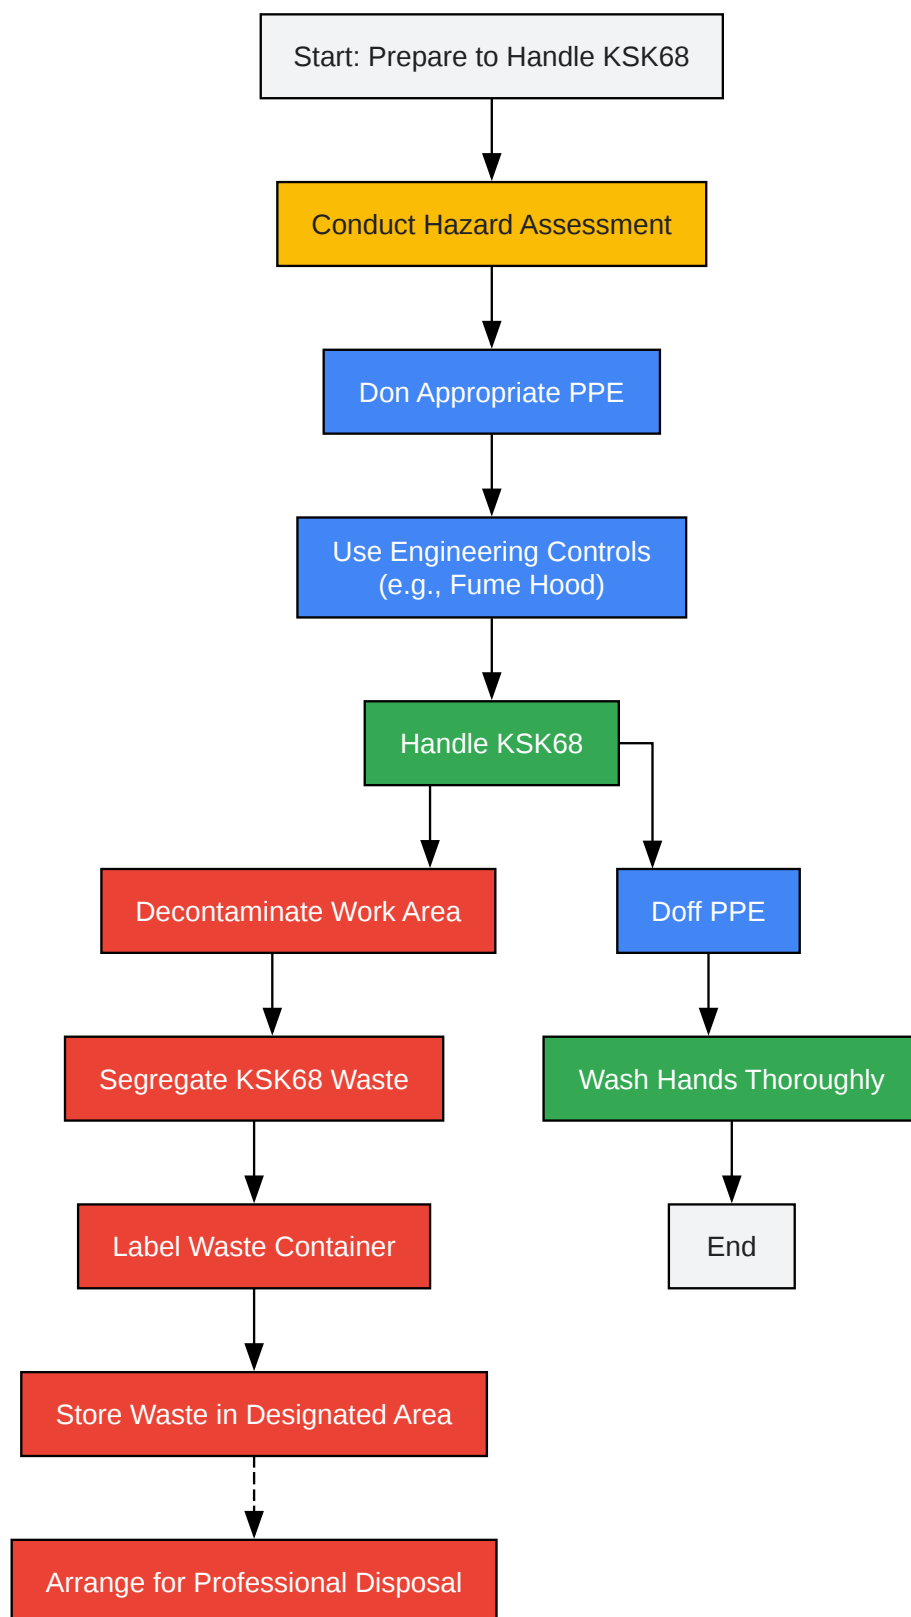 Start: Prepare to Handle KSK68
Conduct Hazard Assessment
Don Appropriate PPE
Use Engineering Controls
(e.g., Fume Hood)
Handle KSK68
Decontaminate Work Area
Doff PPE
Segregate KSK68 Waste
Wash Hands Thoroughly
Label Waste Container
End
Store Waste in Designated Area
Arrange for Professional Disposal